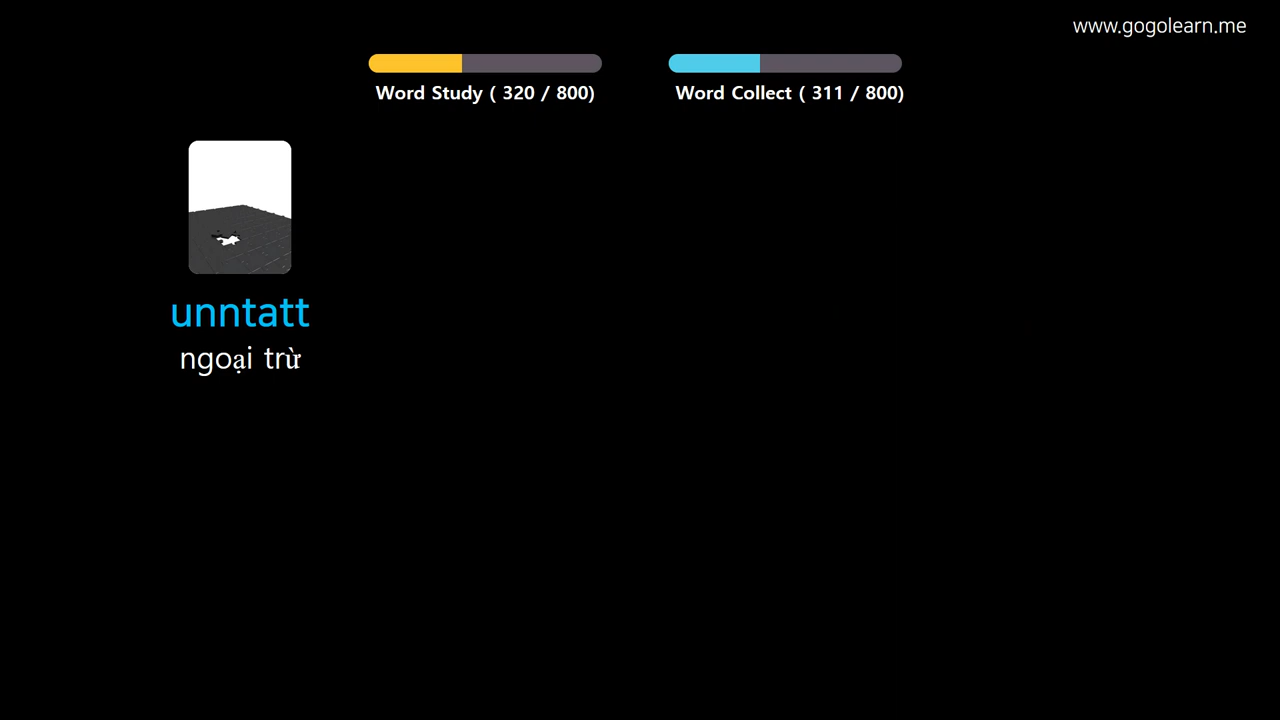 www.gogolearn.me
Word Study ( 320 / 800)
Word Collect ( 311 / 800)
unntatt
ngoại trừ